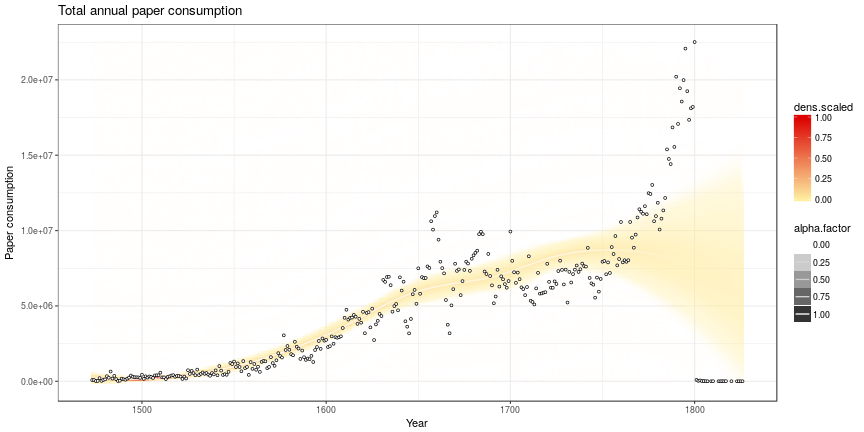 Total annual paper consumption
2.0e+07
1.5e+07
1.0e+07
5.0e+06
0.0e+00
Paper consumption
1500
1600
1700
1800
Year
dens.scaled
1.00
0.75
0.50
0.25
0.00
alpha.factor
0.00
0.25
0.50
0.75
1.00